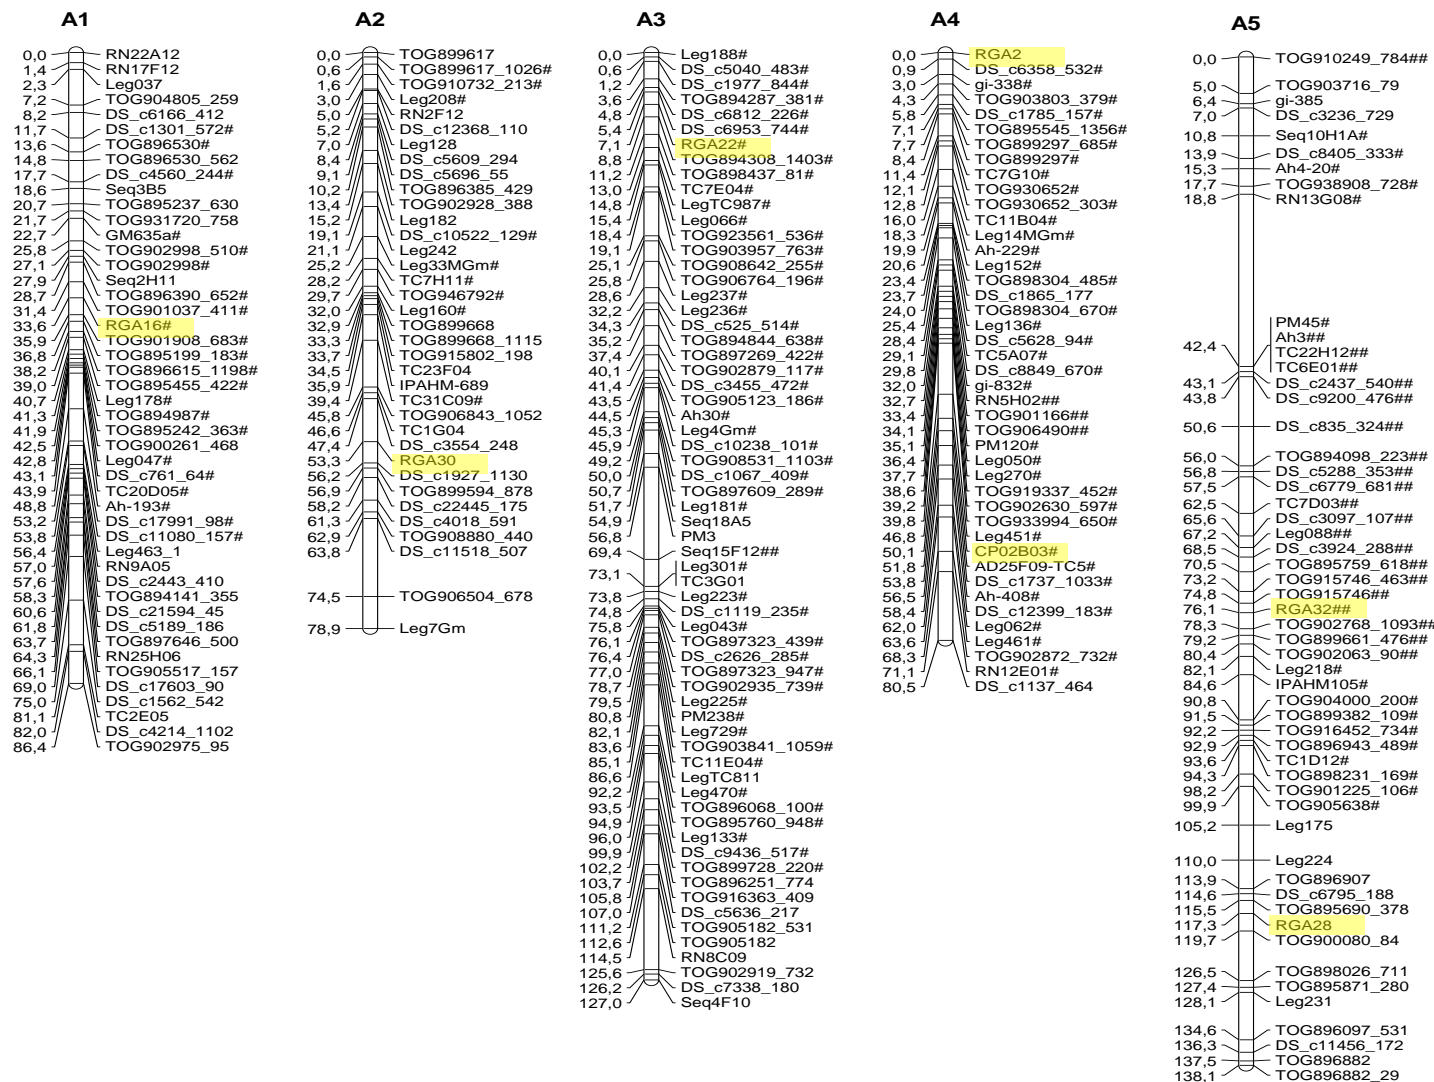 A1
0,0 RN22A12
1,4 RN17F12
2,3 Leg037
7,2 TOG904805_259
8,2 DS_c6166_412
11,7 DS_c1301_572#
13,6 TOG896530#
14,8 TOG896530_562
17,7 DS_c4560_244#
18,6 Seq3B5
20,7 TOG895237_630
21,7 TOG931720_758
22,7 GM635a#
25,8 TOG902998_510#
27,1 TOG902998#
27,9 Seq2H11
28,7 TOG896390_652#
31,4 TOG901037_411#
33,6 RGA16#
35,9 TOG901908_683#
36,8 TOG895199_183#
38,2 TOG896615_1198#
39,0 TOG895455_422#
40,7 Leg178#
41,3 TOG894987#
41,9 TOG895242_363#
42,5 TOG900261_468
42,8 Leg047#
43,1 DS_c761_64#
43,9 TC20D05#
48,8 Ah-193#
53,2 DS_c17991_98#
53,8 DS_c11080_157#
56,4 Leg463_1
57,0 RN9A05
57,6 DS_c2443_410
58,3 TOG894141_355
60,6 DS_c21594_45
61,8 DS_c5189_186
63,7 TOG897646_500
64,3 RN25H06
66,1 TOG905517_157
69,0 DS_c17603_90
75,0 DS_c1562_542
81,1 TC2E05
82,0 DS_c4214_1102
86,4 TOG902975_95
A2
0,0 TOG899617
0,6 TOG899617_1026#
1,6 TOG910732_213#
3,0 Leg208#
5,0 RN2F12
5,2 DS_c12368_110
7,0 Leg128
8,4 DS_c5609_294
9,1 DS_c5696_55
10,2 TOG896385_429
13,4 TOG902928_388
15,2 Leg182
19,1 DS_c10522_129#
21,1 Leg242
25,2 Leg33MGm#
28,2 TC7H11#
29,7 TOG946792#
32,0 Leg160#
32,9 TOG899668
33,3 TOG899668_1115
33,7 TOG915802_198
34,5 TC23F04
35,9 IPAHM-689
39,4 TC31C09#
45,8 TOG906843_1052
46,6 TC1G04
47,4 DS_c3554_248
53,3 RGA30
56,2 DS_c1927_1130
56,9 TOG899594_878
58,2 DS_c22445_175
61,3 DS_c4018_591
62,9 TOG908880_440
63,8 DS_c11518_507
74,5 TOG906504_678
78,9 Leg7Gm
A3
0,0 Leg188#
0,6 DS_c5040_483#
1,2 DS_c1977_844#
3,6 TOG894287_381#
4,8 DS_c6812_226#
5,4 DS_c6953_744#
7,1 RGA22#
8,8 TOG894308_1403#
11,2 TOG898437_81#
13,0 TC7E04#
14,8 LegTC987#
15,4 Leg066#
18,4 TOG923561_536#
19,1 TOG903957_763#
25,1 TOG908642_255#
25,8 TOG906764_196#
28,6 Leg237#
32,2 Leg236#
34,3 DS_c525_514#
35,2 TOG894844_638#
37,4 TOG897269_422#
40,1 TOG902879_117#
41,4 DS_c3455_472#
43,5 TOG905123_186#
44,5 Ah30#
45,3 Leg4Gm#
45,9 DS_c10238_101#
49,2 TOG908531_1103#
50,0 DS_c1067_409#
50,7 TOG897609_289#
51,7 Leg181#
54,9 Seq18A5
56,8 PM3
69,4 Seq15F12##
73,1 Leg301#
TC3G01
73,8 Leg223#
74,8 DS_c1119_235#
75,8 Leg043#
76,1 TOG897323_439#
76,4 DS_c2626_285#
77,0 TOG897323_947#
78,7 TOG902935_739#
79,5 Leg225#
80,8 PM238#
82,1 Leg729#
83,6 TOG903841_1059#
85,1 TC11E04#
86,6 LegTC811
92,2 Leg470#
93,5 TOG896068_100#
94,9 TOG895760_948#
96,0 Leg133#
99,9 DS_c9436_517#
102,2 TOG899728_220#
103,7 TOG896251_774
105,8 TOG916363_409
107,0 DS_c5636_217
111,2 TOG905182_531
112,6 TOG905182
114,5 RN8C09
125,6 TOG902919_732
126,2 DS_c7338_180
127,0 Seq4F10
A4
0,0 RGA2
0,9 DS_c6358_532#
3,0 gi-338#
4,3 TOG903803_379#
5,8 DS_c1785_157#
7,1 TOG895545_1356#
7,7 TOG899297_685#
8,4 TOG899297#
11,4 TC7G10#
12,1 TOG930652#
12,8 TOG930652_303#
16,0 TC11B04#
18,3 Leg14MGm#
19,9 Ah-229#
20,6 Leg152#
23,4 TOG898304_485#
23,7 DS_c1865_177
24,0 TOG898304_670#
25,4 Leg136#
28,4 DS_c5628_94#
29,1 TC5A07#
29,8 DS_c8849_670#
32,0 gi-832#
32,7 RN5H02##
33,4 TOG901166##
34,1 TOG906490##
35,1 PM120#
36,4 Leg050#
37,7 Leg270#
38,6 TOG919337_452#
39,2 TOG902630_597#
39,8 TOG933994_650#
46,8 Leg451#
50,1 CP02B03#
51,8 AD25F09-TC5#
53,8 DS_c1737_1033#
56,5 Ah-408#
58,4 DS_c12399_183#
62,0 Leg062#
63,6 Leg461#
68,3 TOG902872_732#
71,1 RN12E01#
80,5 DS_c1137_464
A5
0,0 TOG910249_784##
5,0 TOG903716_79
6,4 gi-385
7,0 DS_c3236_729
10,8 Seq10H1A#
13,9 DS_c8405_333#
15,3 Ah4-20#
17,7 TOG938908_728#
18,8 RN13G08#
42,4 PM45#
Ah3##
TC22H12##
TC6E01##
43,1 DS_c2437_540##
43,8 DS_c9200_476##
50,6 DS_c835_324##
56,0 TOG894098_223##
56,8 DS_c5288_353##
57,5 DS_c6779_681##
62,5 TC7D03##
65,6 DS_c3097_107##
67,2 Leg088##
68,5 DS_c3924_288##
70,5 TOG895759_618##
73,2 TOG915746_463##
74,8 TOG915746##
76,1 RGA32##
78,3 TOG902768_1093##
79,2 TOG899661_476##
80,4 TOG902063_90##
82,1 Leg218#
84,6 IPAHM105#
90,8 TOG904000_200#
91,5 TOG899382_109#
92,2 TOG916452_734#
92,9 TOG896943_489#
93,6 TC1D12#
94,3 TOG898231_169#
98,2 TOG901225_106#
99,9 TOG905638#
105,2 Leg175
110,0 Leg224
113,9 TOG896907
114,6 DS_c6795_188
115,5 TOG895690_378
117,3 RGA28
119,7 TOG900080_84
126,5 TOG898026_711
127,4 TOG895871_280
128,1 Leg231
134,6 TOG896097_531
136,3 DS_c11456_172
137,5 TOG896882
138,1 TOG896882_29